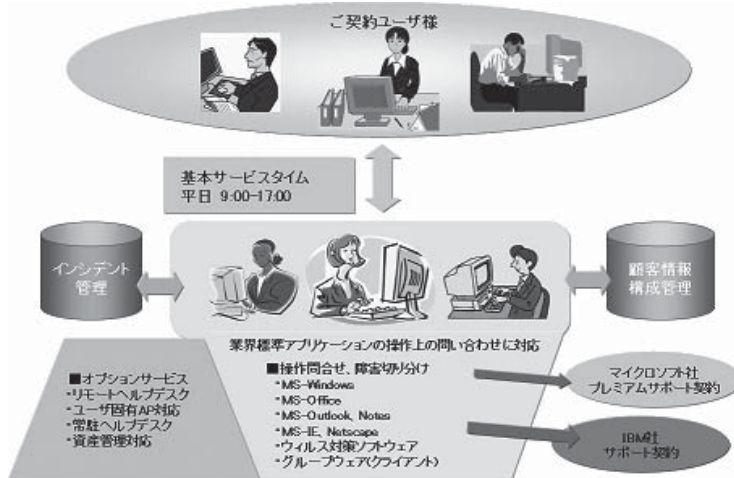 ご契約ユーザ様
基本サービスタイム
平日 9:00-17:00
インシデント
管理
顧客情報
構成管理
業界標準アプリケーションの操作上の問い合わせに対応
■オプションサービス
・リモートヘルプデスク
・ユーザ固有AP対応
・常駐ヘルプデスク
・資産管理対応
■操作問合せ、障害切り分け
・MS-Windows
・MS-Office
・MS-Outlook, Notes
・MS-IE, Netscape
・ウィルス対策ソフトウェア
・グループウェア(クライアント)
マイクロソフト社
プレミアムサポート契約
IBM社
サポート契約